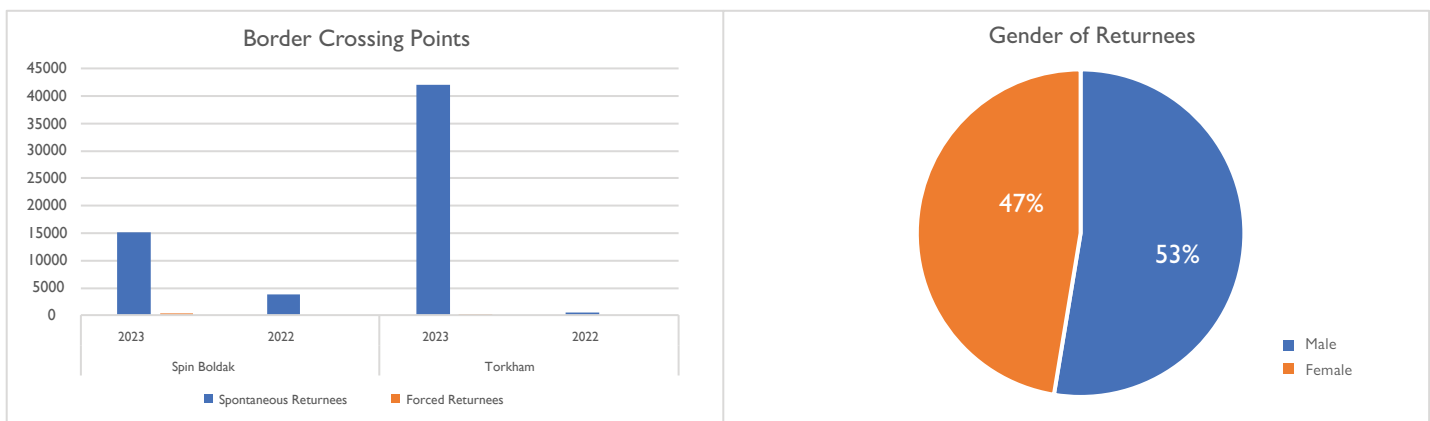 Border Crossing Points
45000
40000
35000
30000
25000
20000
15000
10000
5000
0
2023 2022 2023 2022
Spin Boldak Torkham
Spontaneous Returnees Forced Returnees
Gender of Returnees
47%
53%
Male
Female